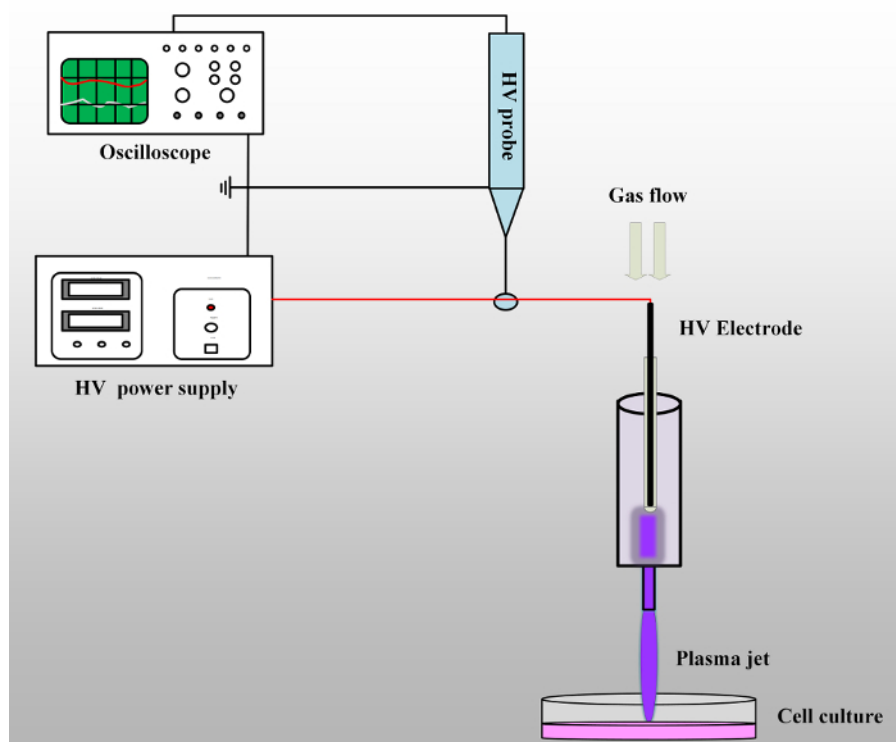 HV probe
Oscilloscope
Gas flow
HV Electrode
HV power supply
Plasma jet
Cell culture